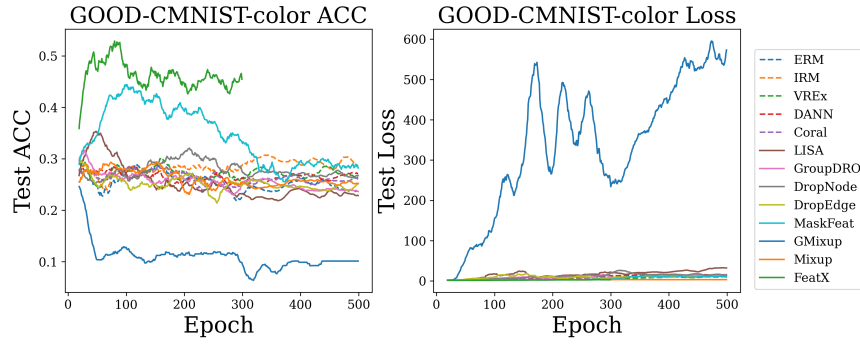 GOOD-CMNIST-color ACC
0.5
0.4
0.3
0.2
0.1
Test ACC
0 100 200 300 400 500
Epoch
GOOD-CMNIST-color Loss
600
500
400
300
200
100
0
Test Loss
0 100 200 300 400 500
Epoch
ERM
IRM
VREx
DANN
Coral
LISA
GroupDRO
DropNode
DropEdge
MaskFeat
GMixup
Mixup
FeatX